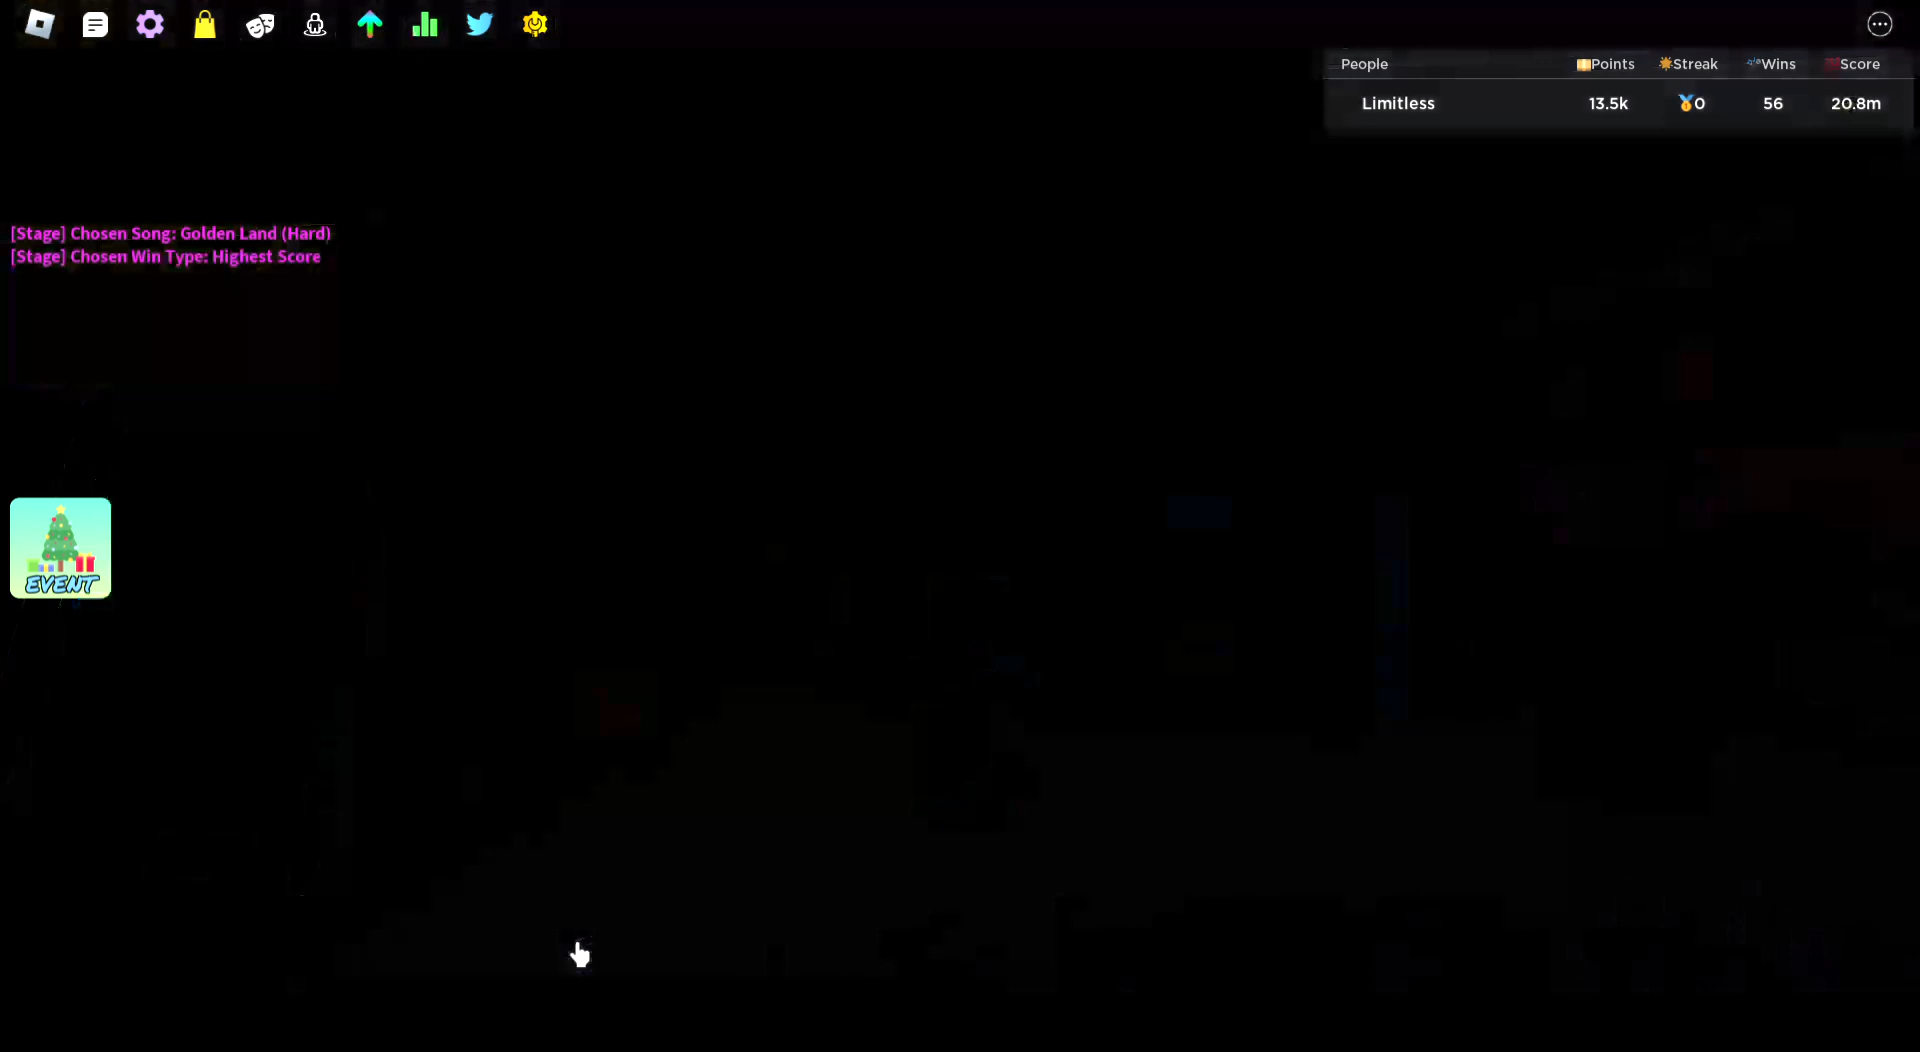 People Points Streak Wins Score
Limitless 13.5k 0 56 20.8m
[Stage] Chosen Song: Golden Land (Hard)
[Stage] Chosen Win Type: Highest Score
EVENT